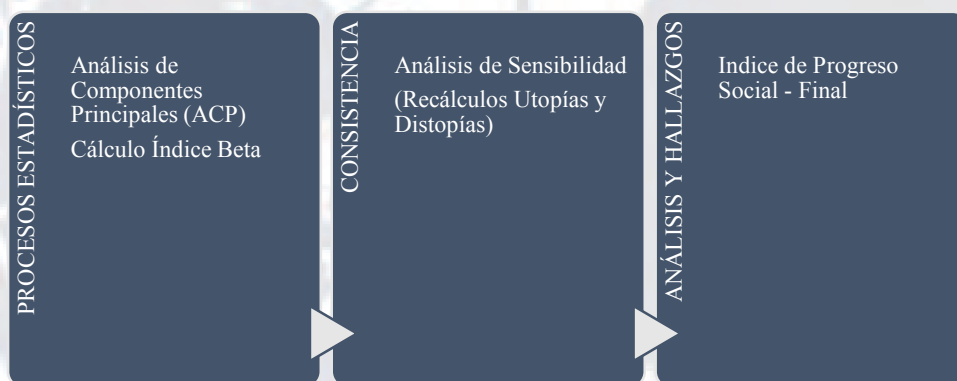 PROCESOS ESTADÍSTICOS
Análisis de
Componentes
Principales (ACP)
Cálculo Índice Beta
CONSISTENCIA
Análisis de Sensibilidad
(Recálculos Utopías y
Distopías)
ANÁLISIS Y HALLAZGOS
Indice de Progreso
Social - Final